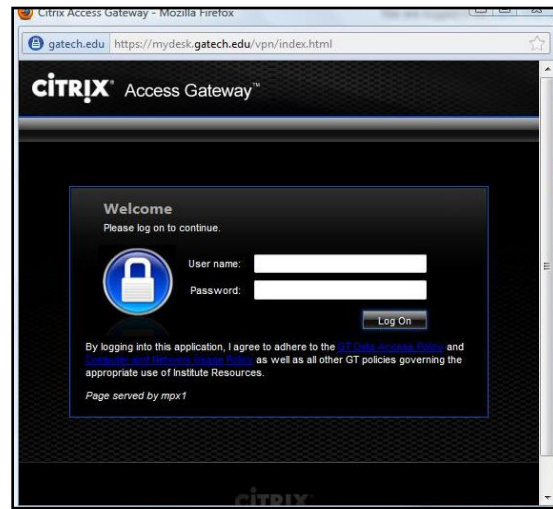 Citrix Access Gateway - Mozilla Firefox
gatech.edu https://mydesk.gatech.edu/vpn/index.html
CITRIX® Access Gateway™
Welcome
Please log on to continue.
User name:
Password:
Log On
By logging into this application, I agree to adhere to the GT Data Access Policy and
Computer and Network Usage Policy as well as all other GT policies governing the
appropriate use of Institute Resources.
Page served by mpx1
CITRIX